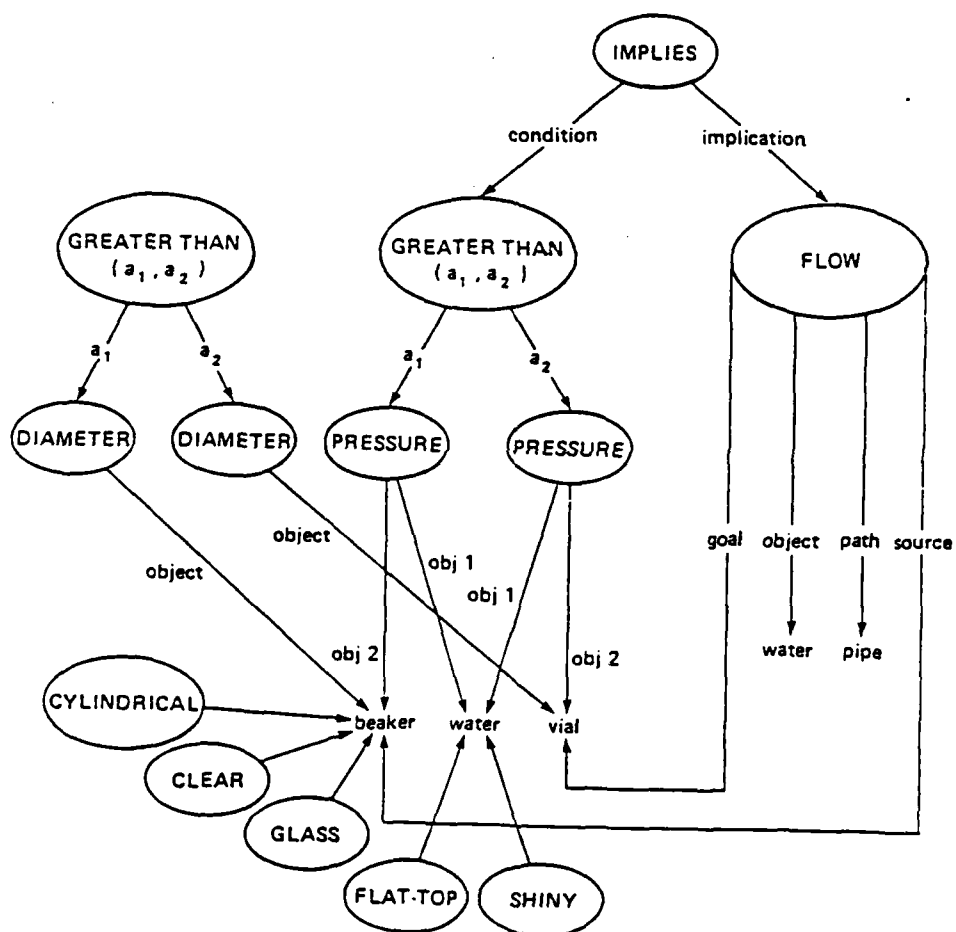 IMPLIES
condition
implication
GREATER THAN
( a₁ , a₂ )
GREATER THAN
( a₁ , a₂ )
FLOW
a₁
a₂
a₁
a₂
DIAMETER
DIAMETER
PRESSURE
PRESSURE
object
object
obj 1
obj 1
goal
object
path
source
obj 2
obj 2
water
pipe
CYLINDRICAL
beaker
water
vial
CLEAR
GLASS
FLAT-TOP
SHINY